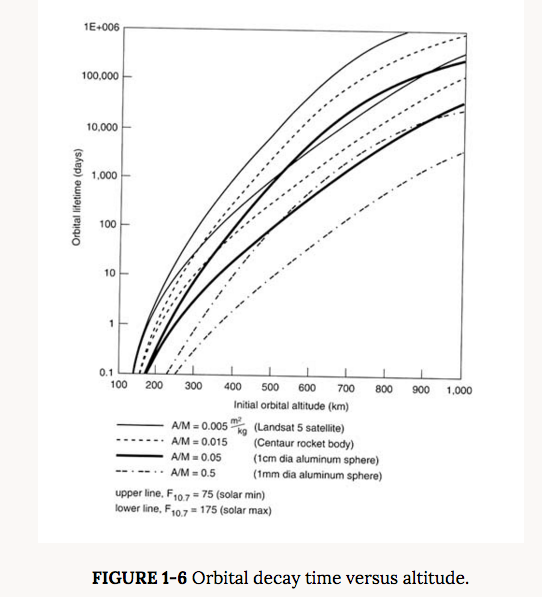 1E+006
100,000
10,000
1,000
100
10
1
0.1
Orbital lifetime (days)
100 200 300 400 500 600 700 800 900 1,000
Initial orbital altitude (km)
A/M = 0.005 m²/kg (Landsat 5 satellite)
A/M = 0.015 (Centaur rocket body)
A/M = 0.05 (1cm dia aluminum sphere)
A/M = 0.5 (1mm dia aluminum sphere)
upper line, F10.7 = 75 (solar min)
lower line, F10.7 = 175 (solar max)
FIGURE 1-6 Orbital decay time versus altitude.